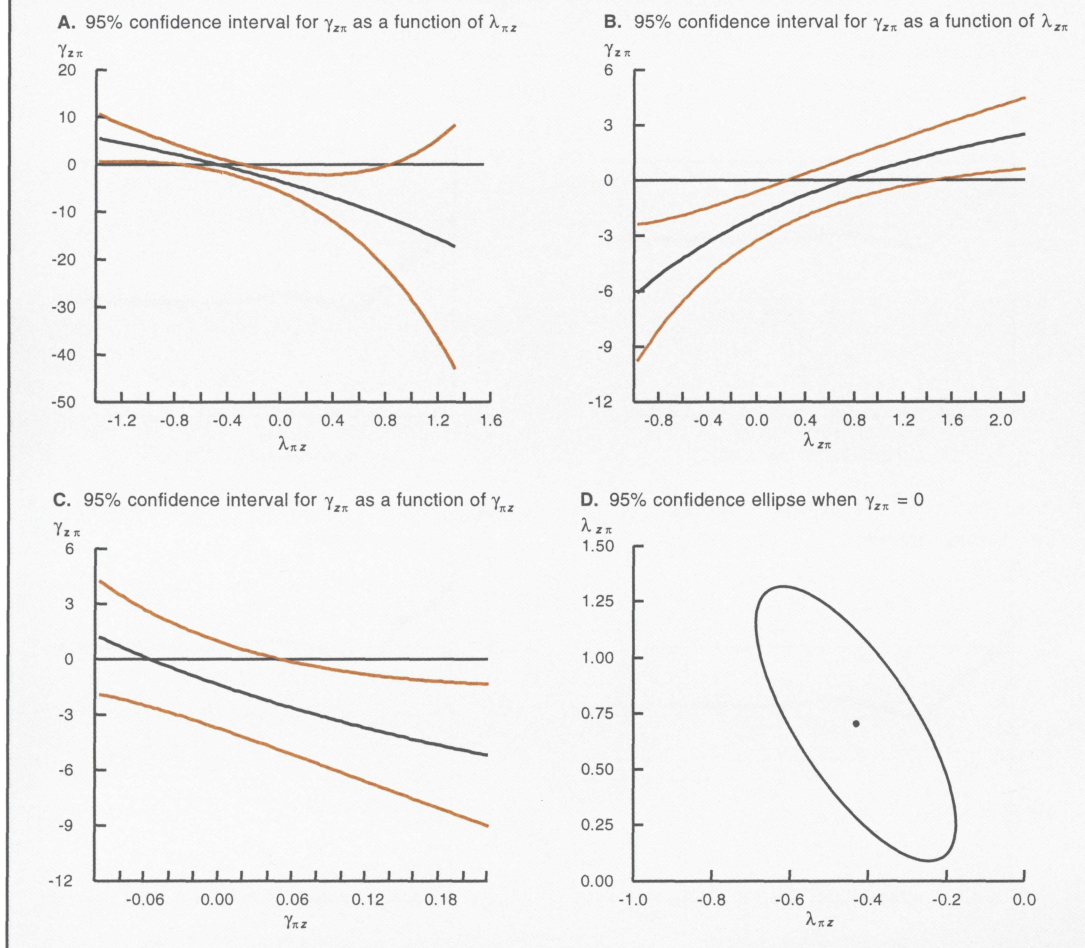 A. 95% confidence interval for γzπ as a function of λπz
γzπ
20
10
0
-10
-20
-30
-40
-50
-1.2 -0.8 -0.4 0.0 0.4 0.8 1.2 1.6
λπz
B. 95% confidence interval for γzπ as a function of λzπ
γzπ
6
3
0
-3
-6
-9
-12
-0.8 -0.4 0.0 0.4 0.8 1.2 1.6 2.0
λzπ
C. 95% confidence interval for γzπ as a function of γπz
γzπ
6
3
0
-3
-6
-9
-12
-0.06 0.00 0.06 0.12 0.18
γπz
D. 95% confidence ellipse when γzπ = 0
λzπ
1.50
1.25
1.00
0.75
0.50
0.25
0.00
-1.0 -0.8 -0.6 -0.4 -0.2 0.0
λπz